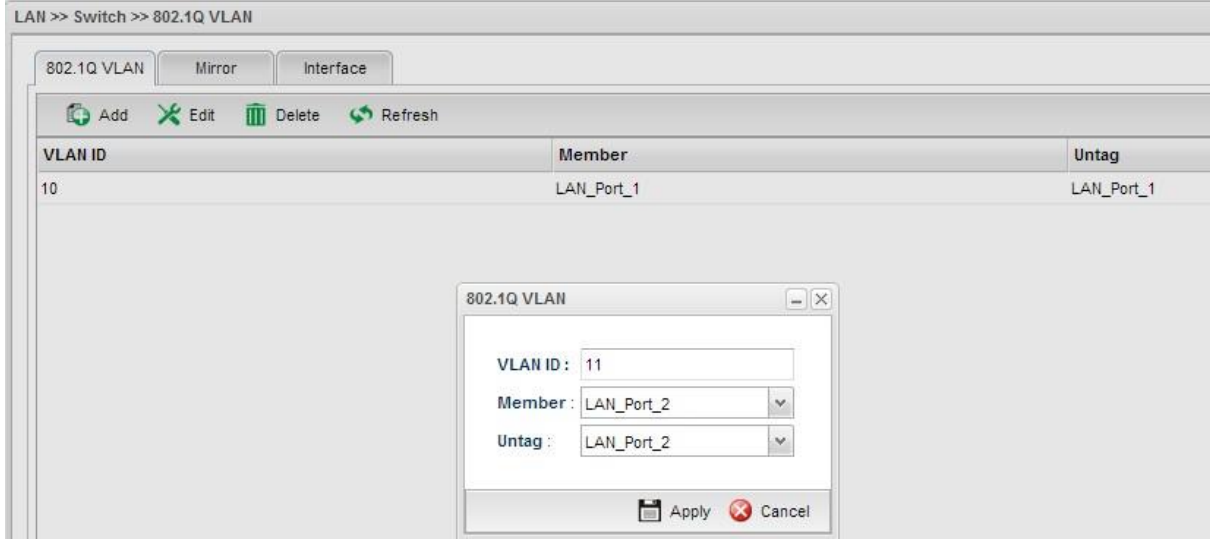 LAN >> Switch >> 802.1Q VLAN
802.1Q VLAN Mirror Interface
Add Edit Delete Refresh
VLAN ID Member Untag
10 LAN_Port_1 LAN_Port_1
802.1Q VLAN
VLAN ID : 11
Member : LAN_Port_2
Untag : LAN_Port_2
Apply Cancel